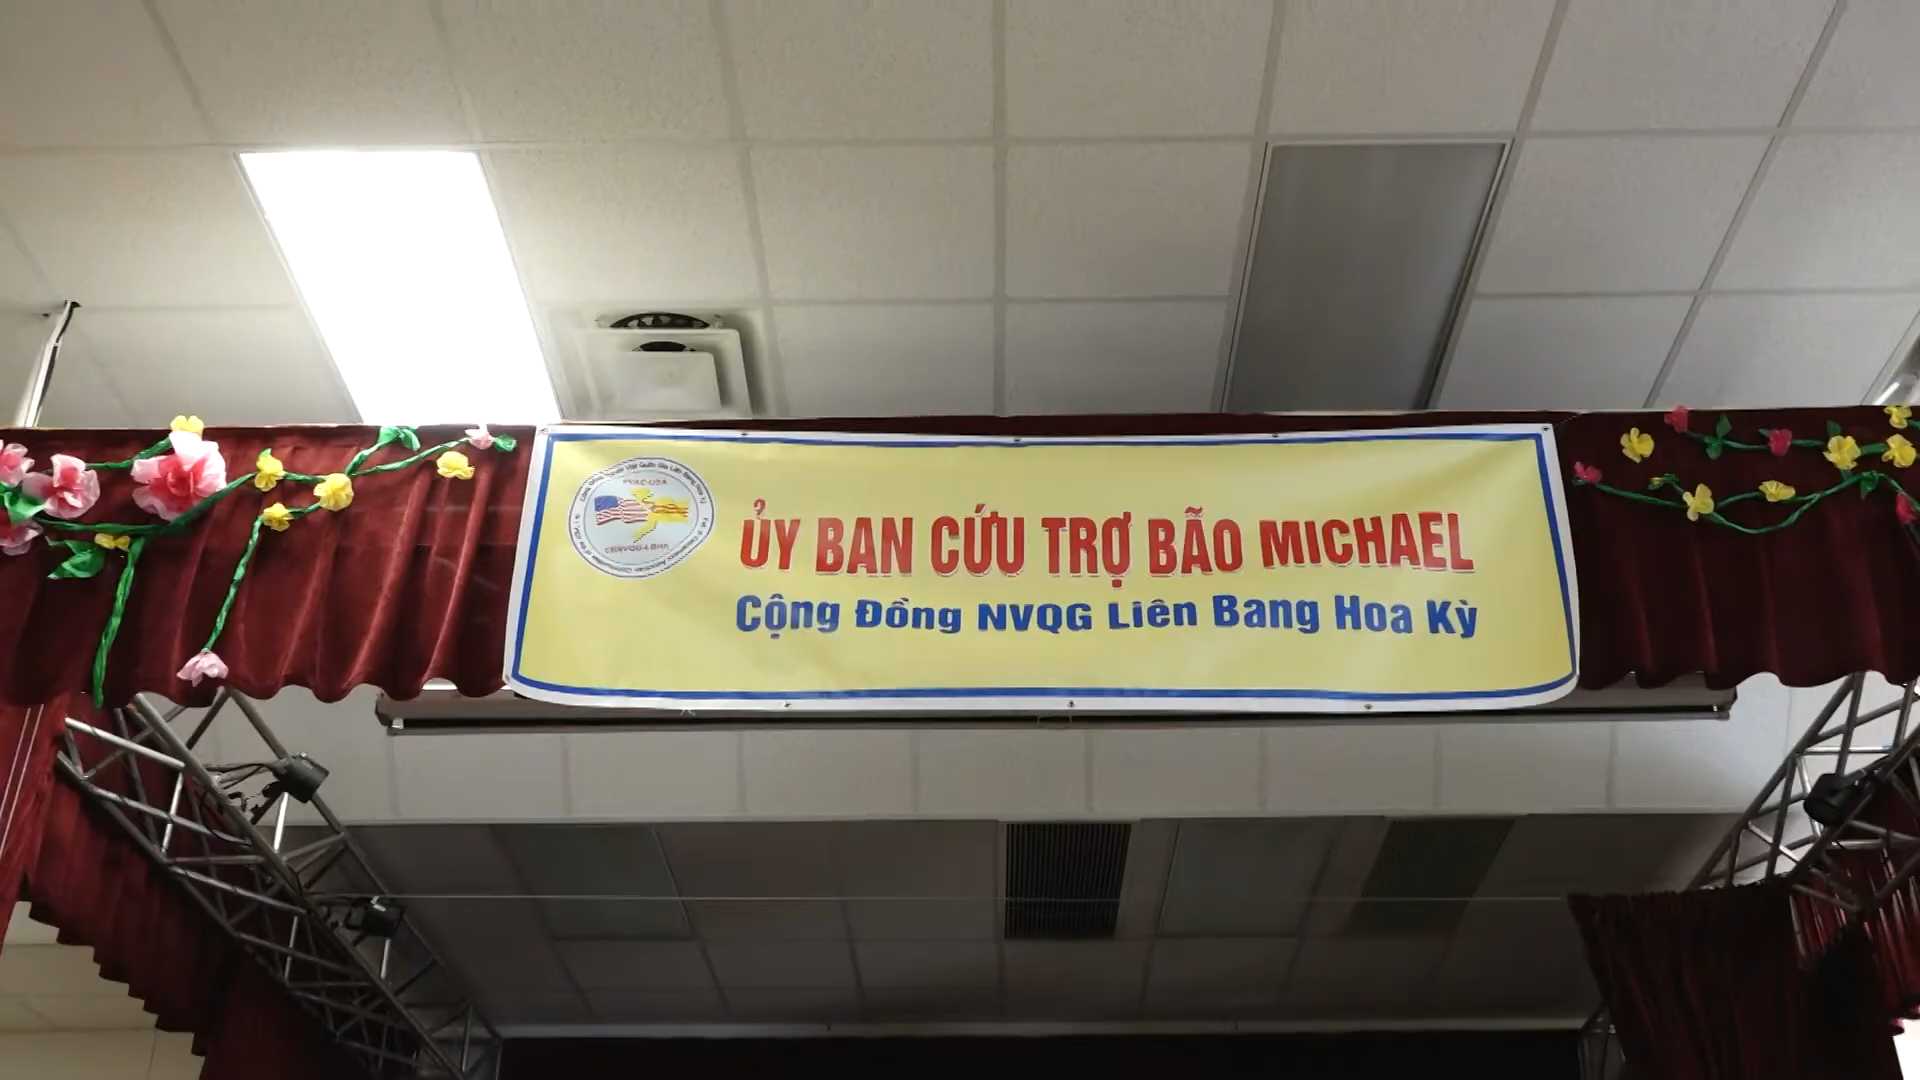 ỦY BAN CỨU TRỢ BÃO MICHAEL
Cộng Đồng NVQG Liên Bang Hoa Kỳ